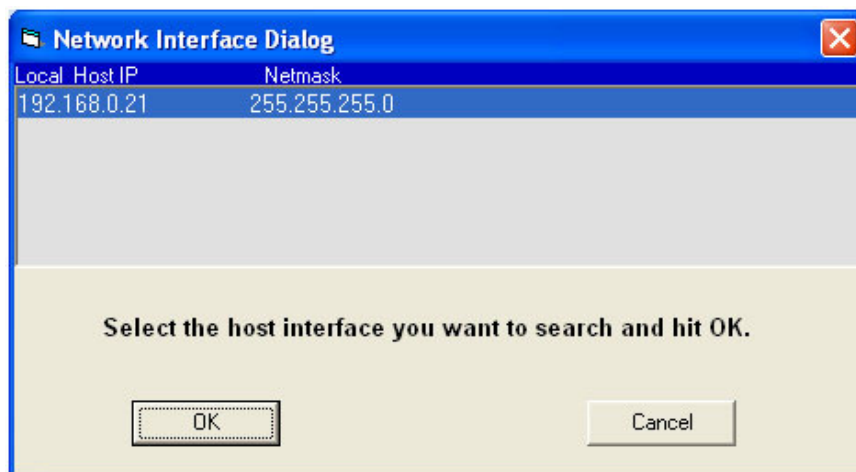 Network Interface Dialog
Local Host IP Netmask
192.168.0.21 255.255.255.0
Select the host interface you want to search and hit OK.
OK Cancel